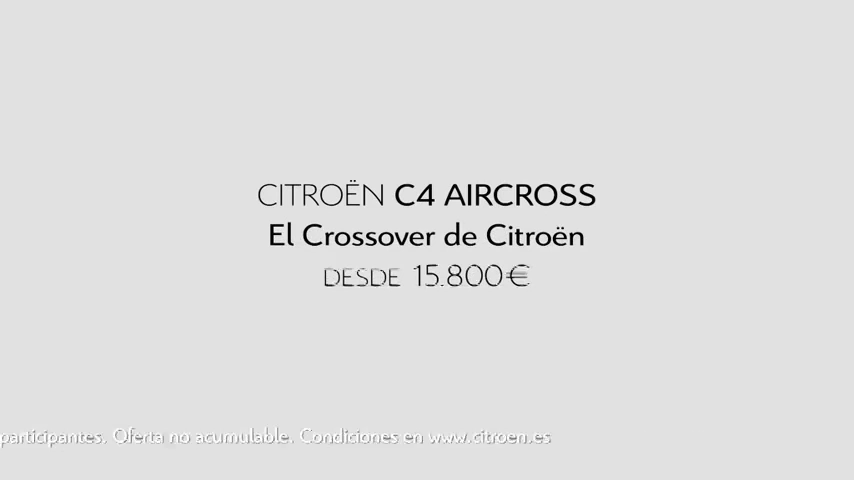 CITROËN C4 AIRCROSS
El Crossover de Citroën
DESDE 15.800€
participantes. Oferta no acumulable. Condiciones en www.citroen.es